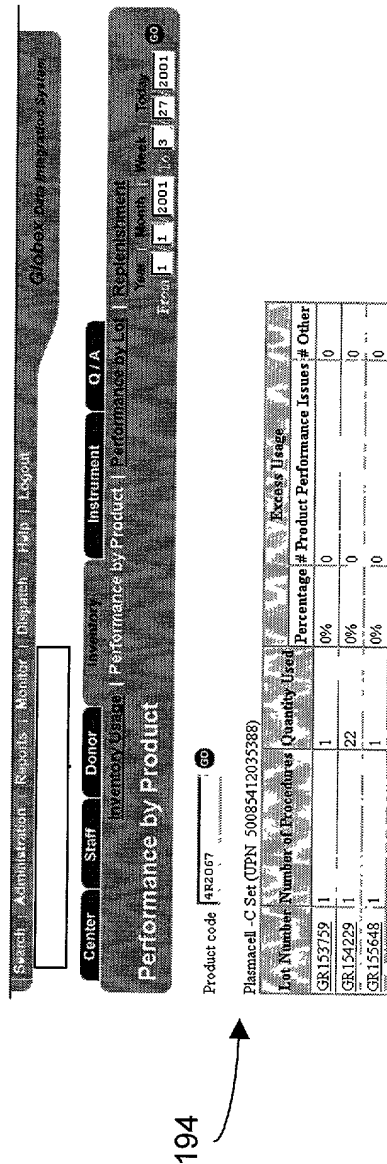 Search | Administration | Reports | Monitor | Dispatch | Help | Logout
Globex Data Integration System
Center Staff Donor Inventory Instrument Q / A
Inventory Usage | Performance by Product | Performance by Lot | Replenishment
Performance by Product
Year | Month | Week | Today
From 1 1 2001 To 3 27 2001 GO
Product code 4R2067 GO
194
Plasmacell -C Set (UPN 50085412035388)
Excess Usage
Lot Number Number of Procedures Quantity Used Percentage # Product Performance Issues # Other
GR153759 1 1 0% 0 0
GR154229 1 22 0% 0 0
GR155648 1 1 0% 0 0